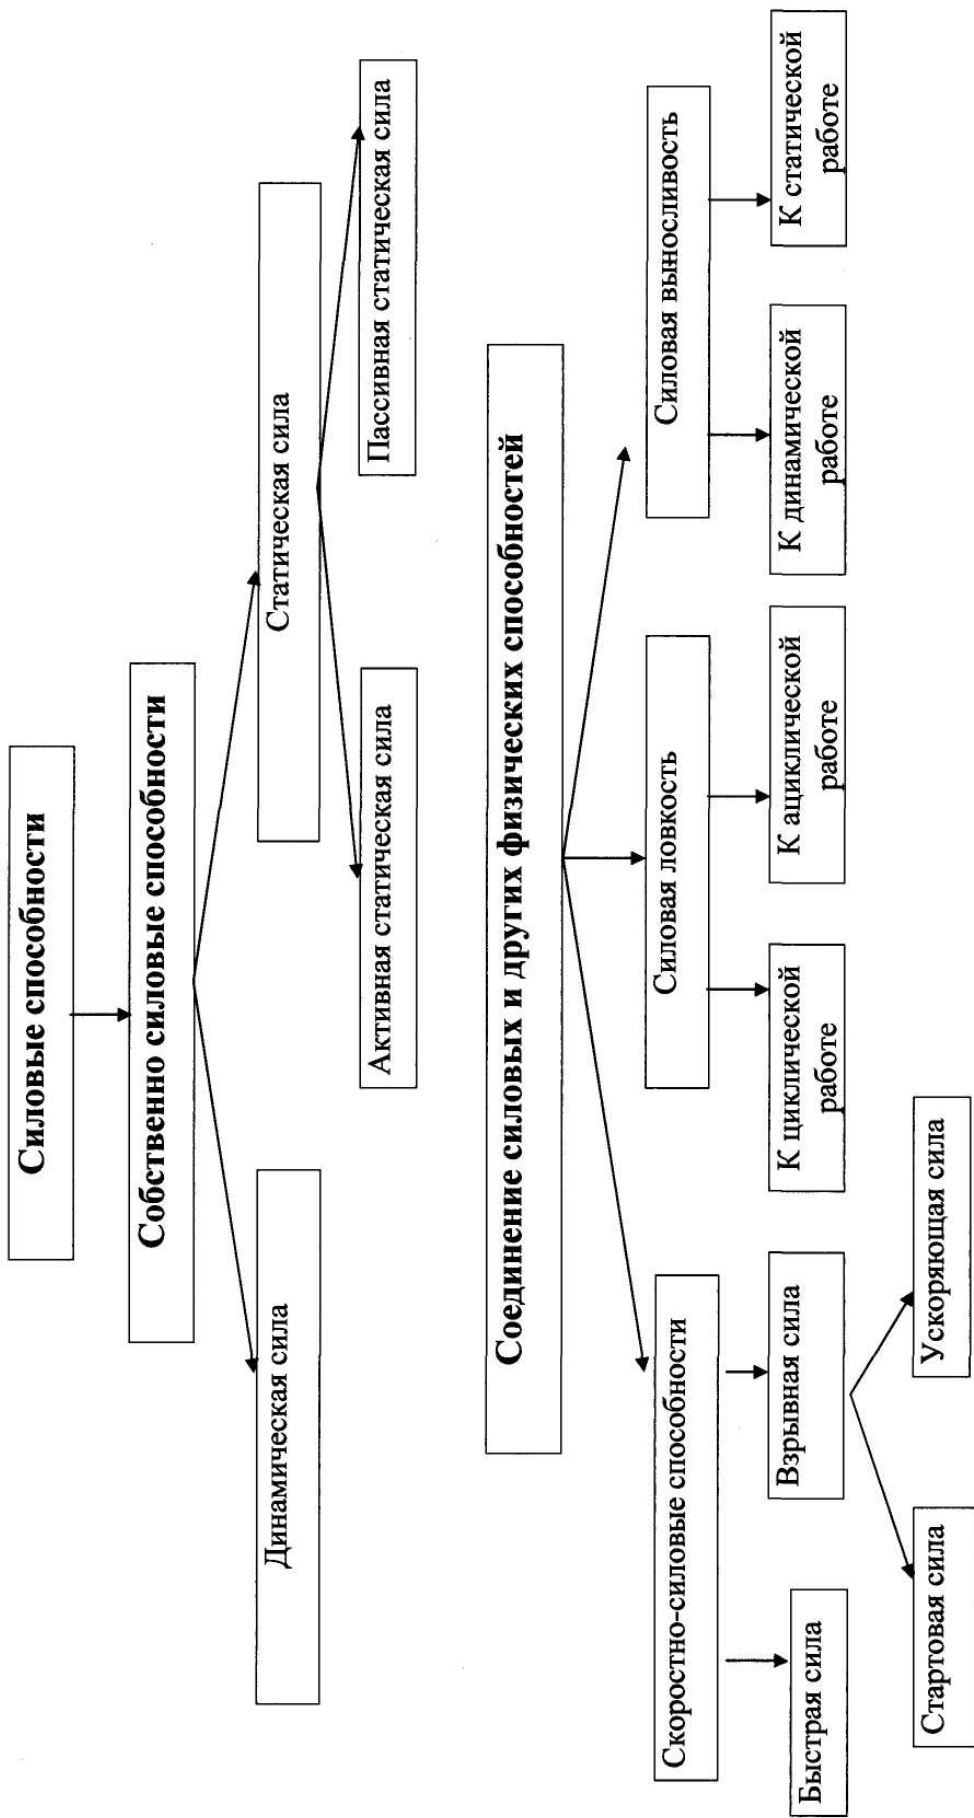 Силовые способности
Собственно силовые способности
Динамическая сила
Статическая сила
Активная статическая сила
Пассивная статическая сила
Соединение силовых и других физических способностей
Скоростно-силовые способности
Силовая ловкость
Силовая выносливость
Быстрая сила
Взрывная сила
К циклической
работе
К ациклической
работе
К динамической
работе
К статической
работе
Стартовая сила
Ускоряющая сила